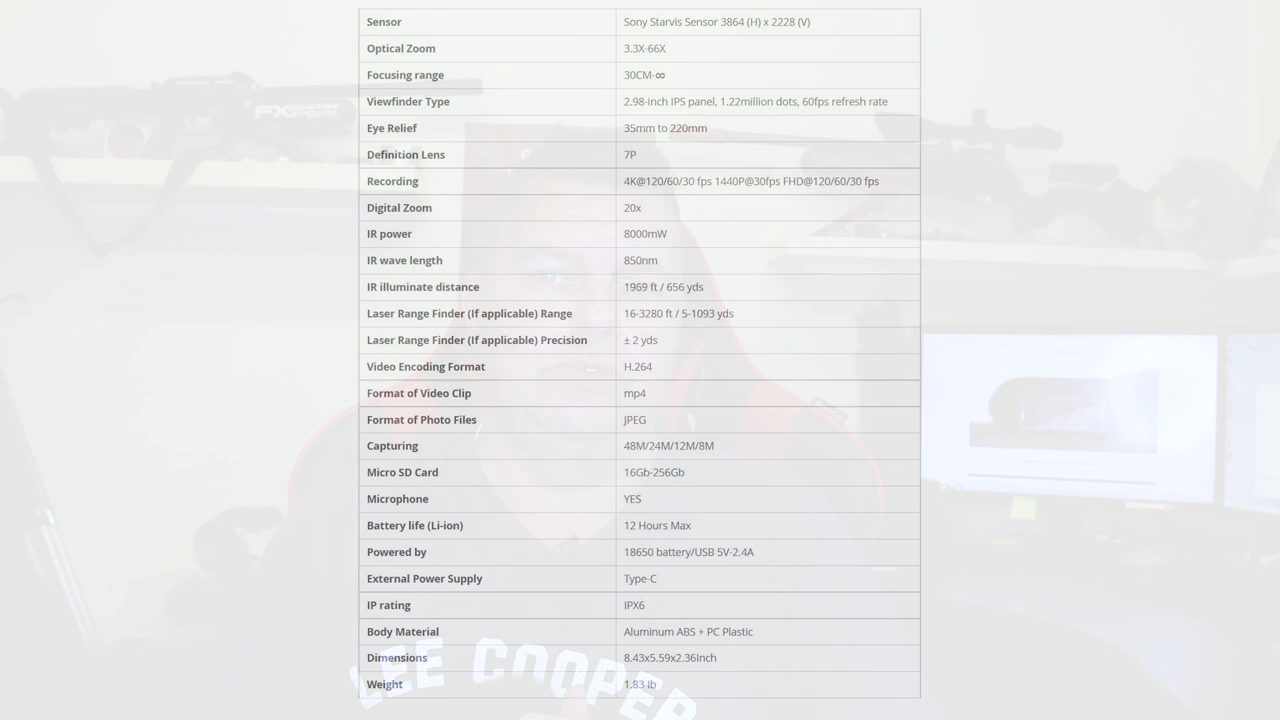 Sensor Sony Starvis Sensor 3864 (H) x 2228 (V)
Optical Zoom 3.3X-66X
Focusing range 30CM-∞
Viewfinder Type 2.98-inch IPS panel, 1.22million dots, 60fps refresh rate
Eye Relief 35mm to 220mm
Definition Lens 7P
Recording 4K@120/60/30 fps 1440P@30fps FHD@120/60/30 fps
Digital Zoom 20x
IR power 8000mW
IR wave length 850nm
IR illuminate distance 1969 ft / 656 yds
Laser Range Finder (If applicable) Range 16-3280 ft / 5-1093 yds
Laser Range Finder (If applicable) Precision ± 2 yds
Video Encoding Format H.264
Format of Video Clip mp4
Format of Photo Files JPEG
Capturing 48M/24M/12M/8M
Micro SD Card 16Gb-256Gb
Microphone YES
Battery life (Li-ion) 12 Hours Max
Powered by 18650 battery/USB 5V-2.4A
External Power Supply Type-C
IP rating IPX6
Body Material Aluminum ABS + PC Plastic
Dimensions 8.43x5.59x2.36Inch
Weight 1.83 lb
FX
LEE COOPER